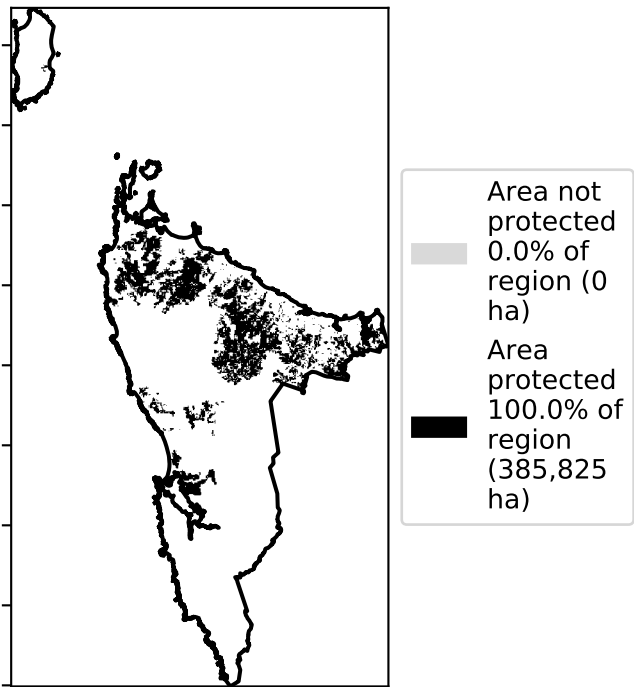 Area not
protected
0.0% of
region (0
ha)
Area
protected
100.0% of
region
(385,825
ha)